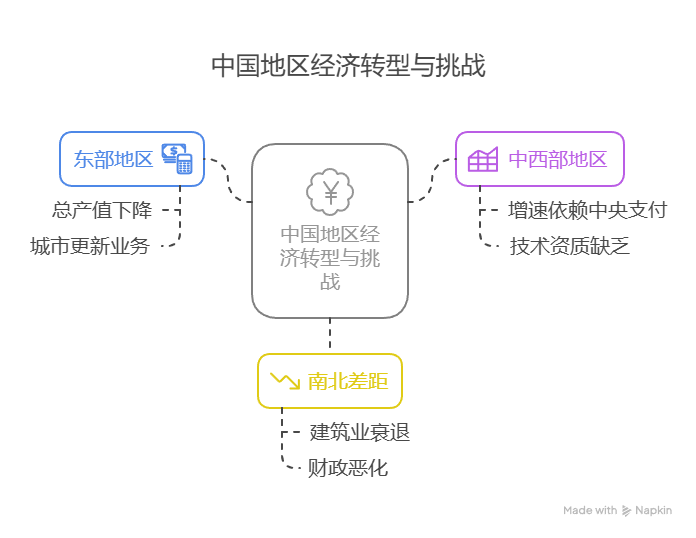 中国地区经济转型与挑战
东部地区
总产值下降
城市更新业务
中国地区经
济转型与挑
战
中西部地区
增速依赖中央支付
技术资质缺乏
南北差距
建筑业衰退
财政恶化
Made with Napkin